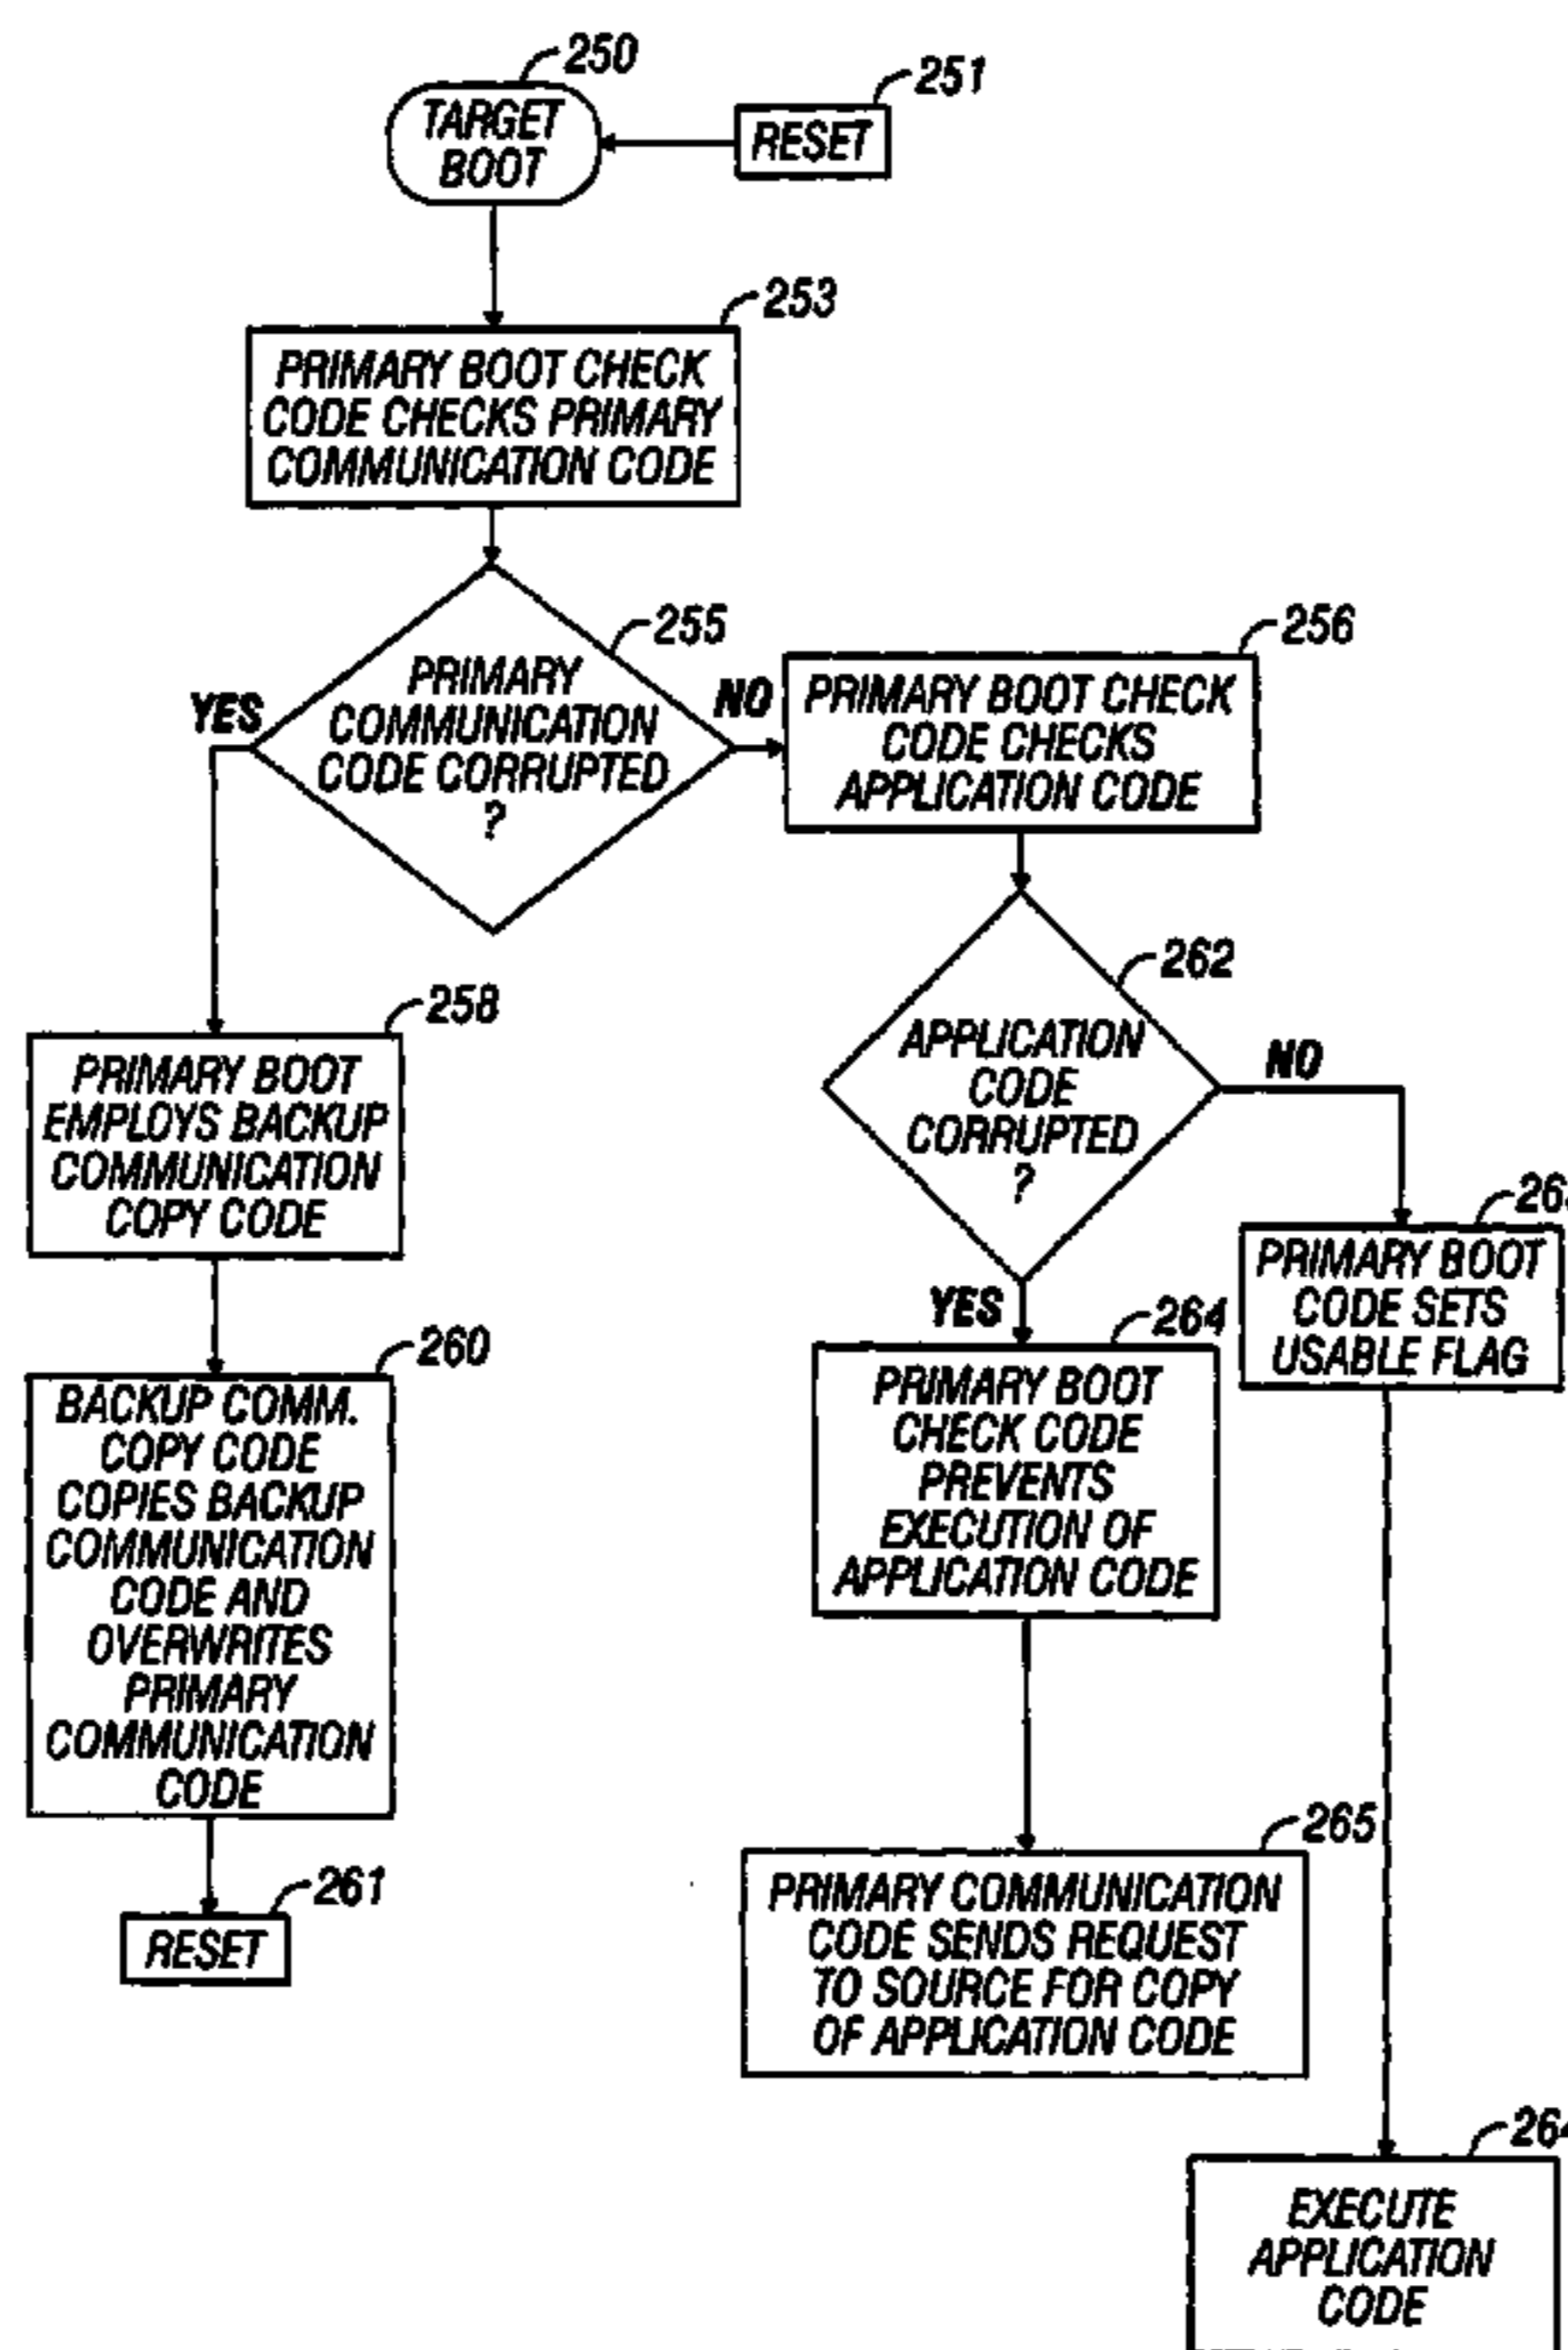 250
TARGET
BOOT
251
RESET
253
PRIMARY BOOT CHECK
CODE CHECKS PRIMARY
COMMUNICATION CODE
255
PRIMARY
COMMUNICATION
CODE CORRUPTED
?
YES
NO
256
PRIMARY BOOT CHECK
CODE CHECKS
APPLICATION CODE
262
APPLICATION
CODE
CORRUPTED
?
NO
YES
258
PRIMARY BOOT
EMPLOYS BACKUP
COMMUNICATION
COPY CODE
260
BACKUP COMM.
COPY CODE
COPIES BACKUP
COMMUNICATION
CODE AND
OVERWRITES
PRIMARY
COMMUNICATION
CODE
261
RESET
PRIMARY BOOT
CODE SETS
USABLE FLAG
264
PRIMARY BOOT
CHECK CODE
PREVENTS
EXECUTION OF
APPLICATION CODE
265
PRIMARY COMMUNICATION
CODE SENDS REQUEST
TO SOURCE FOR COPY
OF APPLICATION CODE
264
EXECUTE
APPLICATION
CODE